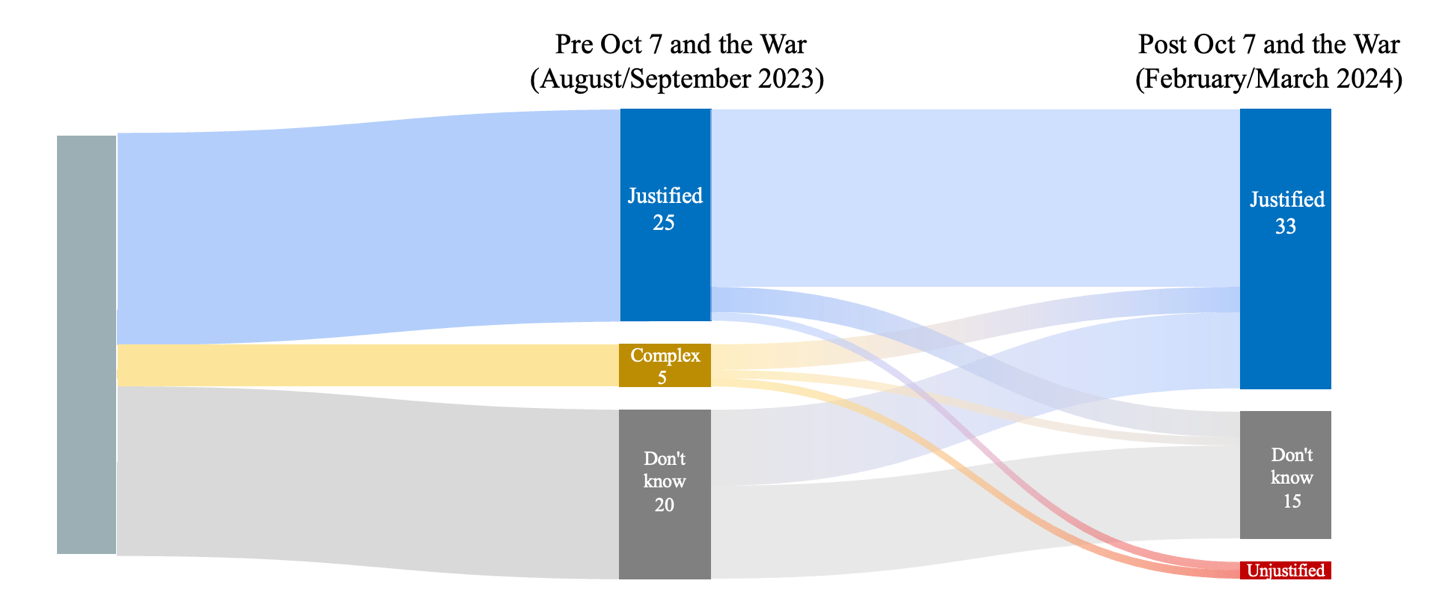 Pre Oct 7 and the War
(August/September 2023)
Post Oct 7 and the War
(February/March 2024)
Justified
25
Complex
5
Don't
know
20
Justified
33
Don't
know
15
Unjustified